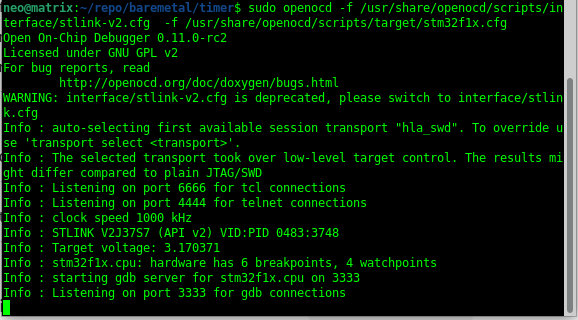 neo@matrix:~/repo/baremetal/timer$ sudo openocd -f /usr/share/openocd/scripts/in
terface/stlink-v2.cfg  -f /usr/share/openocd/scripts/target/stm32f1x.cfg
Open On-Chip Debugger 0.11.0-rc2
Licensed under GNU GPL v2
For bug reports, read
        http://openocd.org/doc/doxygen/bugs.html
WARNING: interface/stlink-v2.cfg is deprecated, please switch to interface/stlin
k.cfg
Info : auto-selecting first available session transport "hla_swd". To override u
se 'transport select <transport>'.
Info : The selected transport took over low-level target control. The results mi
ght differ compared to plain JTAG/SWD
Info : Listening on port 6666 for tcl connections
Info : Listening on port 4444 for telnet connections
Info : clock speed 1000 kHz
Info : STLINK V2J37S7 (API v2) VID:PID 0483:3748
Info : Target voltage: 3.170371
Info : stm32f1x.cpu: hardware has 6 breakpoints, 4 watchpoints
Info : starting gdb server for stm32f1x.cpu on 3333
Info : Listening on port 3333 for gdb connections